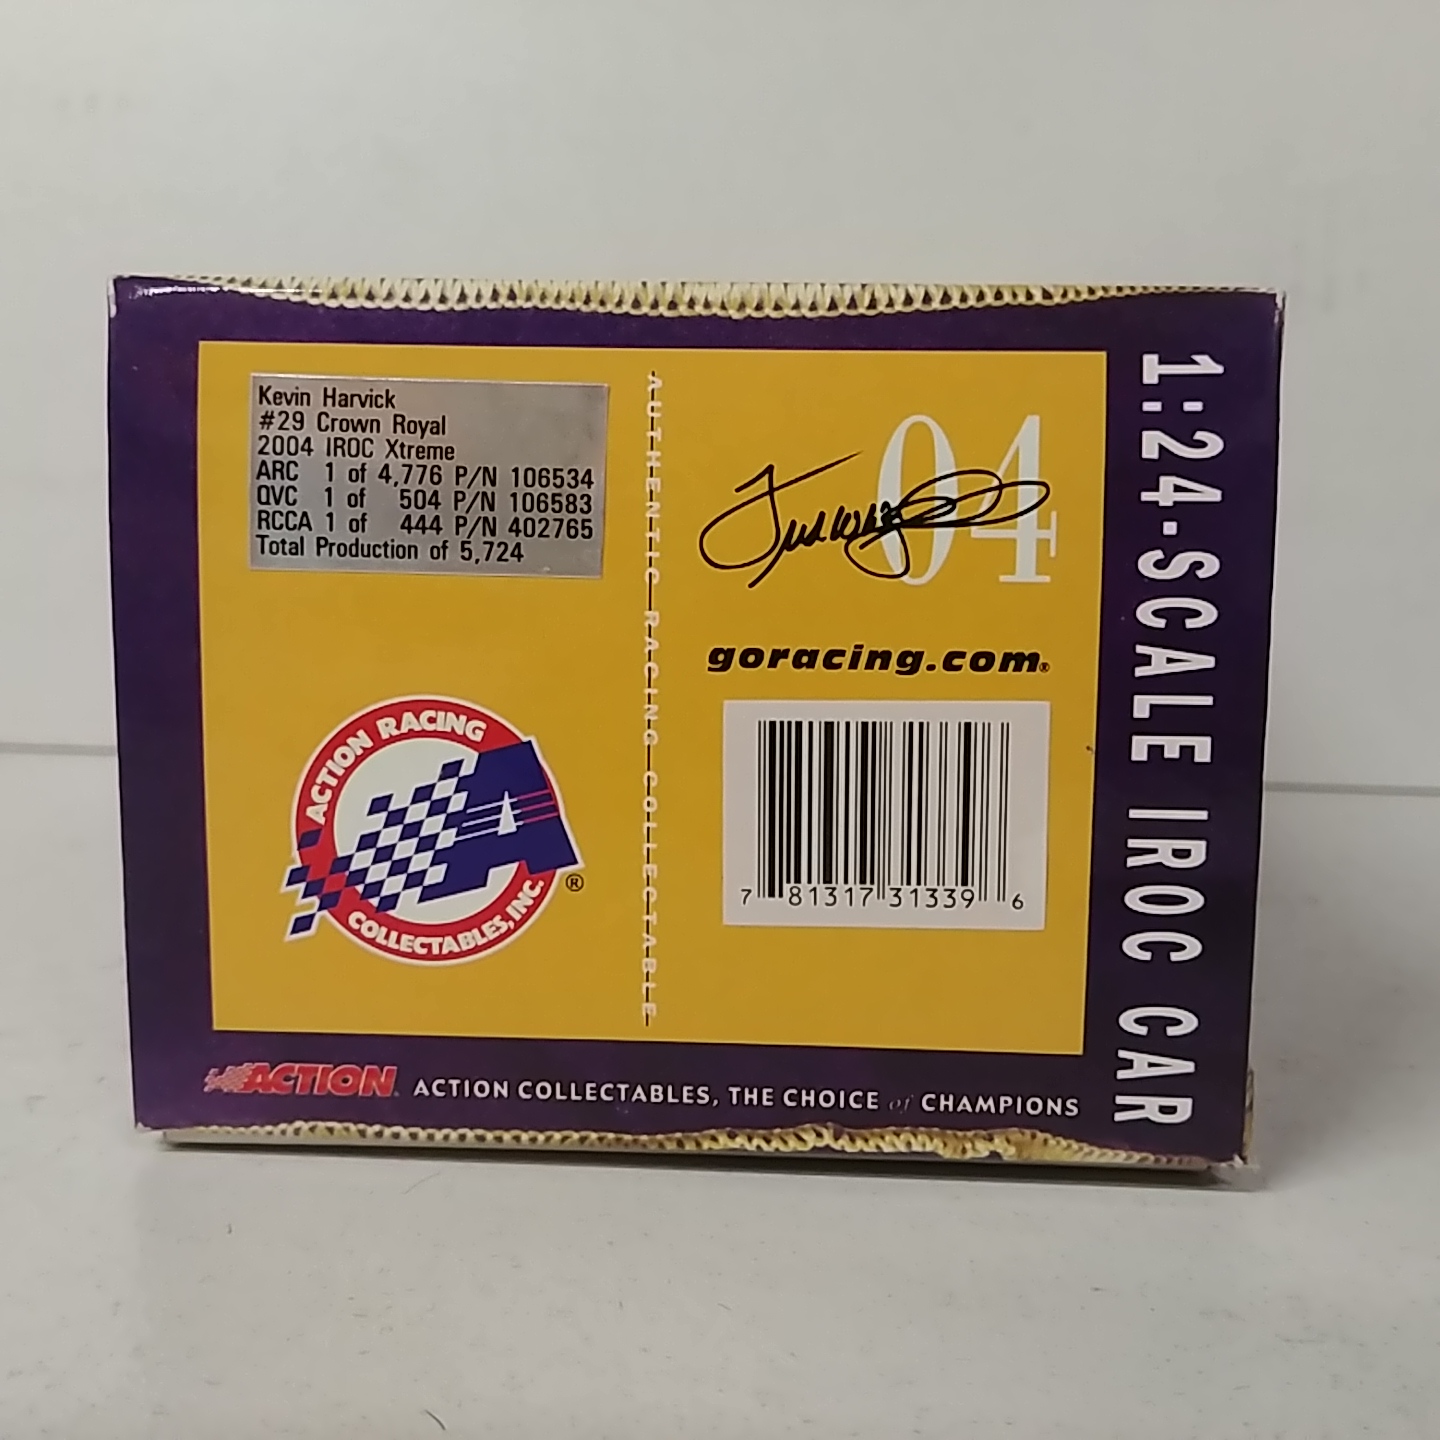 Kevin Harvick
#29 Crown Royal
2004 IROC Xtreme
ARC 1 of 4,776 P/N 106534
QVC 1 of 504 P/N 106583
RCCA 1 of 444 P/N 402765
Total Production of 5,724
AUTHENTIC RACING COLLECTABLE
04
goracing.com®
7 81317 31339 6
ACTION RACING
COLLECTABLES, INC.
®
1:24-SCALE IROC CAR
ACTION ACTION COLLECTABLES, THE CHOICE of CHAMPIONS